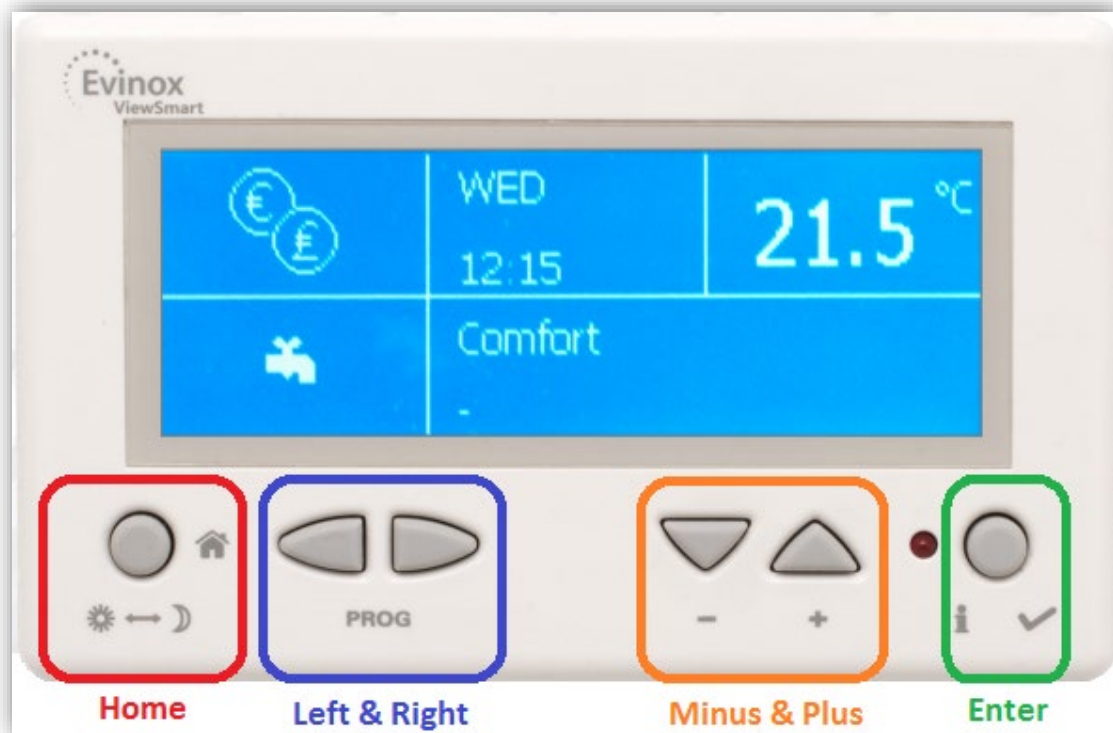 Evinox
ViewSmart
€
£
WED
12:15
21.5 °C
Comfort
-
PROG
- +
i
Home
Left & Right
Minus & Plus
Enter